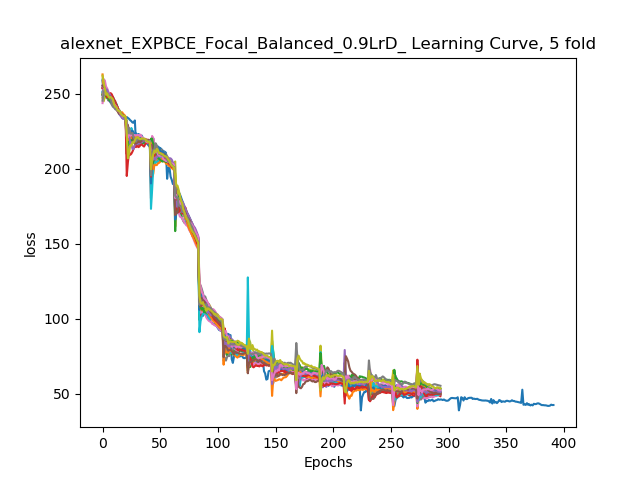 alexnet_EXPBCE_Focal_Balanced_0.9LrD_ Learning Curve, 5 fold
250
200
150
100
50
loss
0 50 100 150 200 250 300 350 400
Epochs